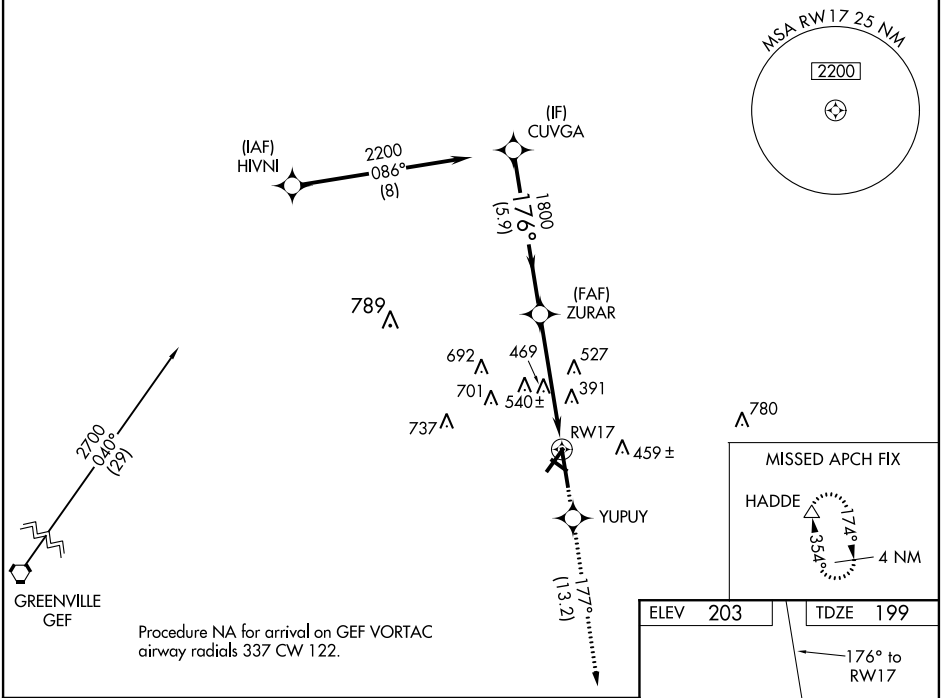 MSA RW17 25 NM
2200
(IF)
CUVGA
(IAF)
HIVNI
2200
086°
(8)
1800
176°
(5.9)
(FAF)
ZURAR
789
692
469
527
701
540 ±
391
737
780
RW17
459 ±
2700
040°
(29)
MISSED APCH FIX
HADDE
174°
354°
4 NM
YUPUY
177°
(13.2)
GREENVILLE
GEF
Procedure NA for arrival on GEF VORTAC
airway radials 337 CW 122.
ELEV 203
TDZE 199
176° to
RW17